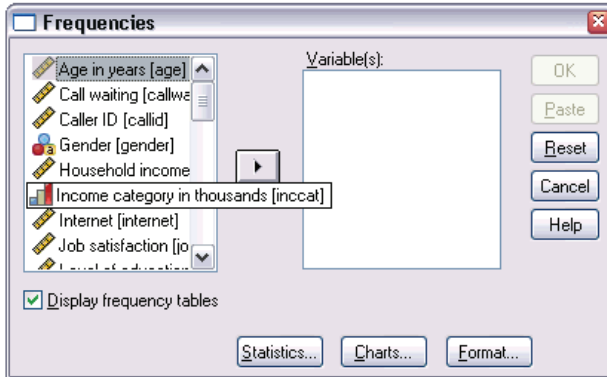 Frequencies
Age in years [age]
Call waiting [callwa
Caller ID [callid]
Gender [gender]
Household income
Income category in thousands [inccat]
Internet [internet]
Job satisfaction [jo
Variable(s):
OK
Paste
Reset
Cancel
Help
Display frequency tables
Statistics...
Charts...
Format...